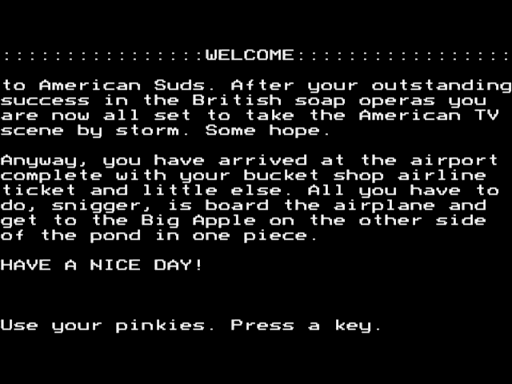 ::::::::::::::::WELCOME:::::::::::::::::
to American Suds. After your outstanding
success in the British soap operas you
are now all set to take the American TV
scene by storm. Some hope.
Anyway, you have arrived at the airport
complete with your bucket shop airline
ticket and little else. All you have to
do, snigger, is board the airplane and
get to the Big Apple on the other side
of the pond in one piece.
HAVE A NICE DAY!
Use your pinkies. Press a key.